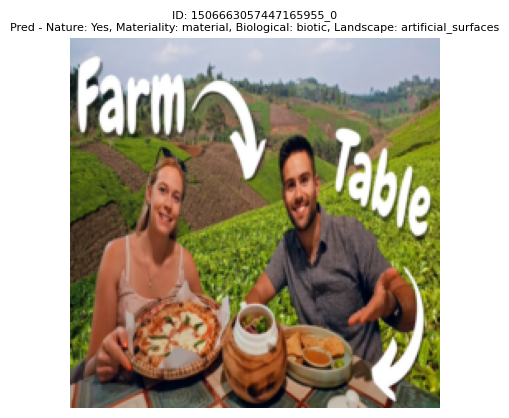 ID: 1506663057447165955_0
Pred - Nature: Yes, Materiality: material, Biological: biotic, Landscape: artificial_surfaces
Farm
Table